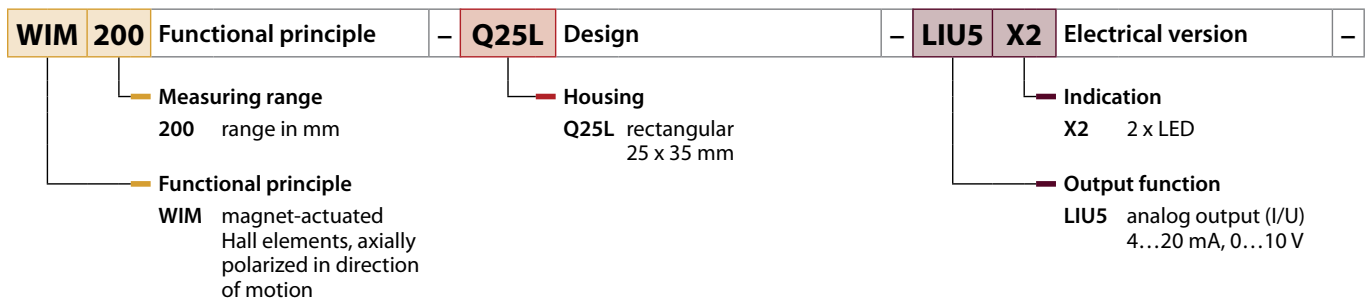 WIM 200 Functional principle – Q25L Design – LIU5 X2 Electrical version –
Measuring range
200 range in mm
Functional principle
WIM magnet-actuated
Hall elements, axially
polarized in direction
of motion
Housing
Q25L rectangular
25 x 35 mm
Indication
X2 2 x LED
Output function
LIU5 analog output (I/U)
4…20 mA, 0…10 V